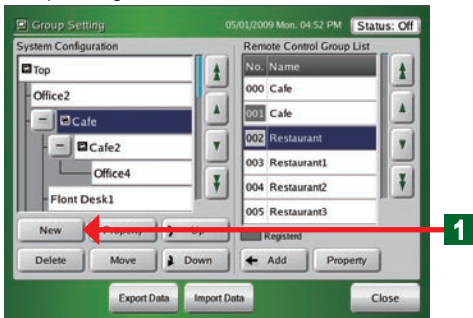 Group Setting
05/01/2009 Mon. 04:52 PM
Status: Off
System Configuration
Top
Office2
Cafe
Cafe2
Office4
Flont Desk1
New
Up
Delete
Move
Down
Remote Control Group List
No. Name
000 Cafe
001 Cafe
002 Restaurant
003 Restaurant1
004 Restaurant2
005 Restaurant3
Registerd
Add
Property
Export Data
Import Data
Close
1